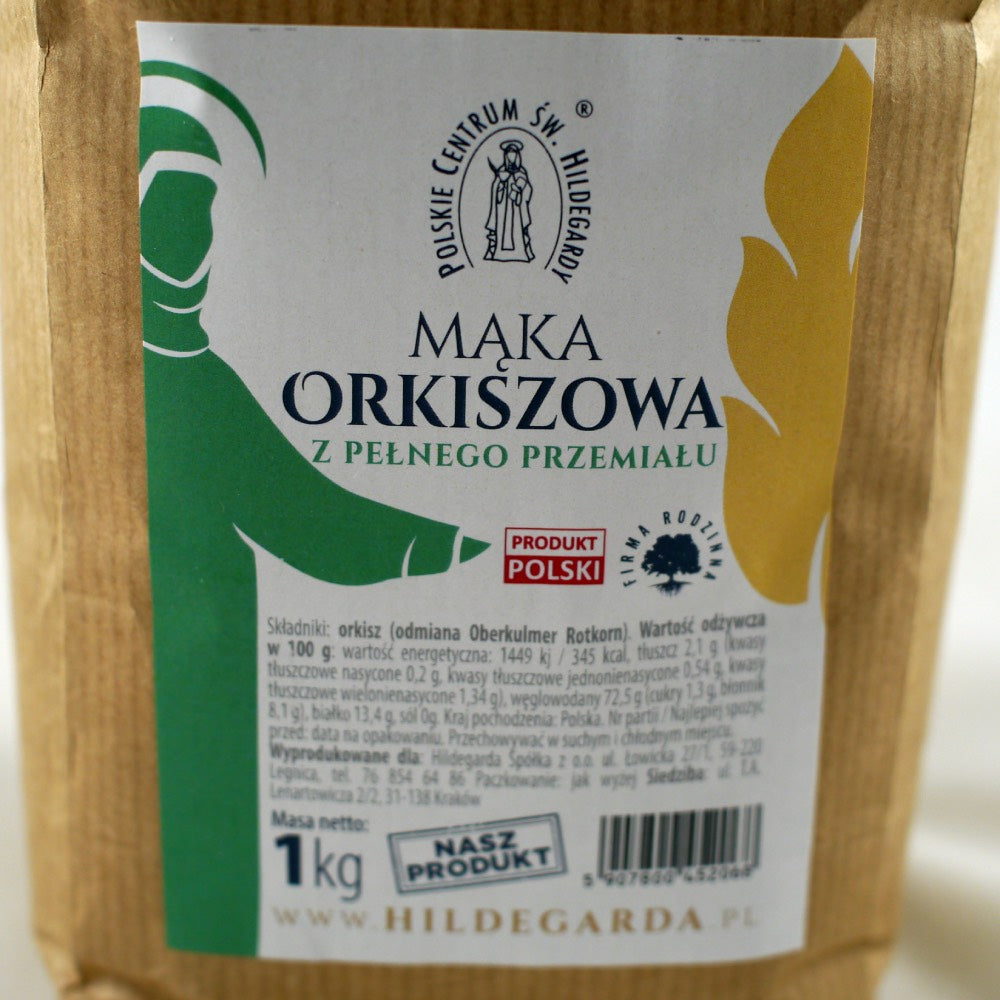 POLSKIE CENTRUM ŚW. HILDEGARDY ®
MĄKA
ORKISZOWA
Z PEŁNEGO PRZEMIAŁU
PRODUKT
POLSKI
FIRMA RODZINNA
Składniki: orkisz (odmiana Oberkulmer Rotkorn). Wartość odżywcza
w 100 g: wartość energetyczna: 1449 kj / 345 kcal, tłuszcz 2,1 g (kwasy
tłuszczowe nasycone 0,2 g, kwasy tłuszczowe jednonienasycone 0,54 g, kwasy
tłuszczowe wielonienasycone 1,34 g), węglowodany 72,5 g (cukry 1,3 g, błonnik
8,1 g), białko 13,4 g, sól 0g. Kraj pochodzenia: Polska. Nr partii / Najlepiej spożyć
przed: data na opakowaniu. Przechowywać w suchym i chłodnym miejscu.
Wyprodukowane dla: Hildegarda Spółka z o.o. ul. Łowicka 27/1, 59-220
Legnica, tel. 76 854 64 86 Paczkowanie: jak wyżej Siedziba: ul. T.A.
Lenartowicza 2/2, 31-138 Kraków
Masa netto:
1 kg
NASZ
PRODUKT
5 907800 452068
WWW.HILDEGARDA.PL